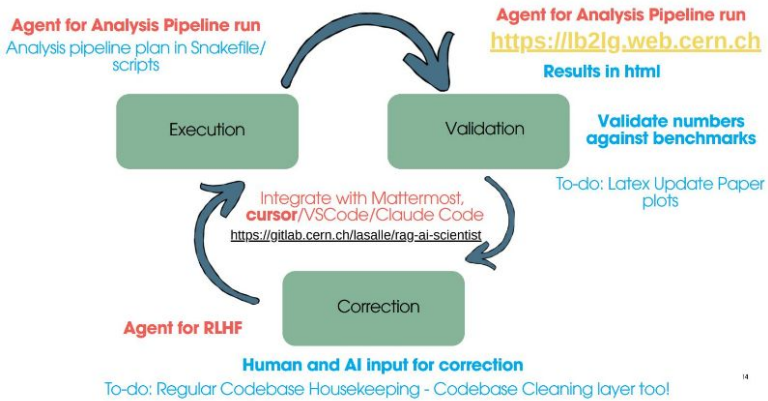 Agent for Analysis Pipeline run
Analysis pipeline plan in Snakefile/
scripts
Agent for Analysis Pipeline run
https://lb2lg.web.cern.ch
Results in html
Execution
Validation
Validate numbers
against benchmarks
To-do: Latex Update Paper
plots
Integrate with Mattermost,
cursor/VSCode/Claude Code
https://gitlab.cern.ch/lasalle/rag-ai-scientist
Correction
Agent for RLHF
Human and AI input for correction
To-do: Regular Codebase Housekeeping - Codebase Cleaning layer too!
14